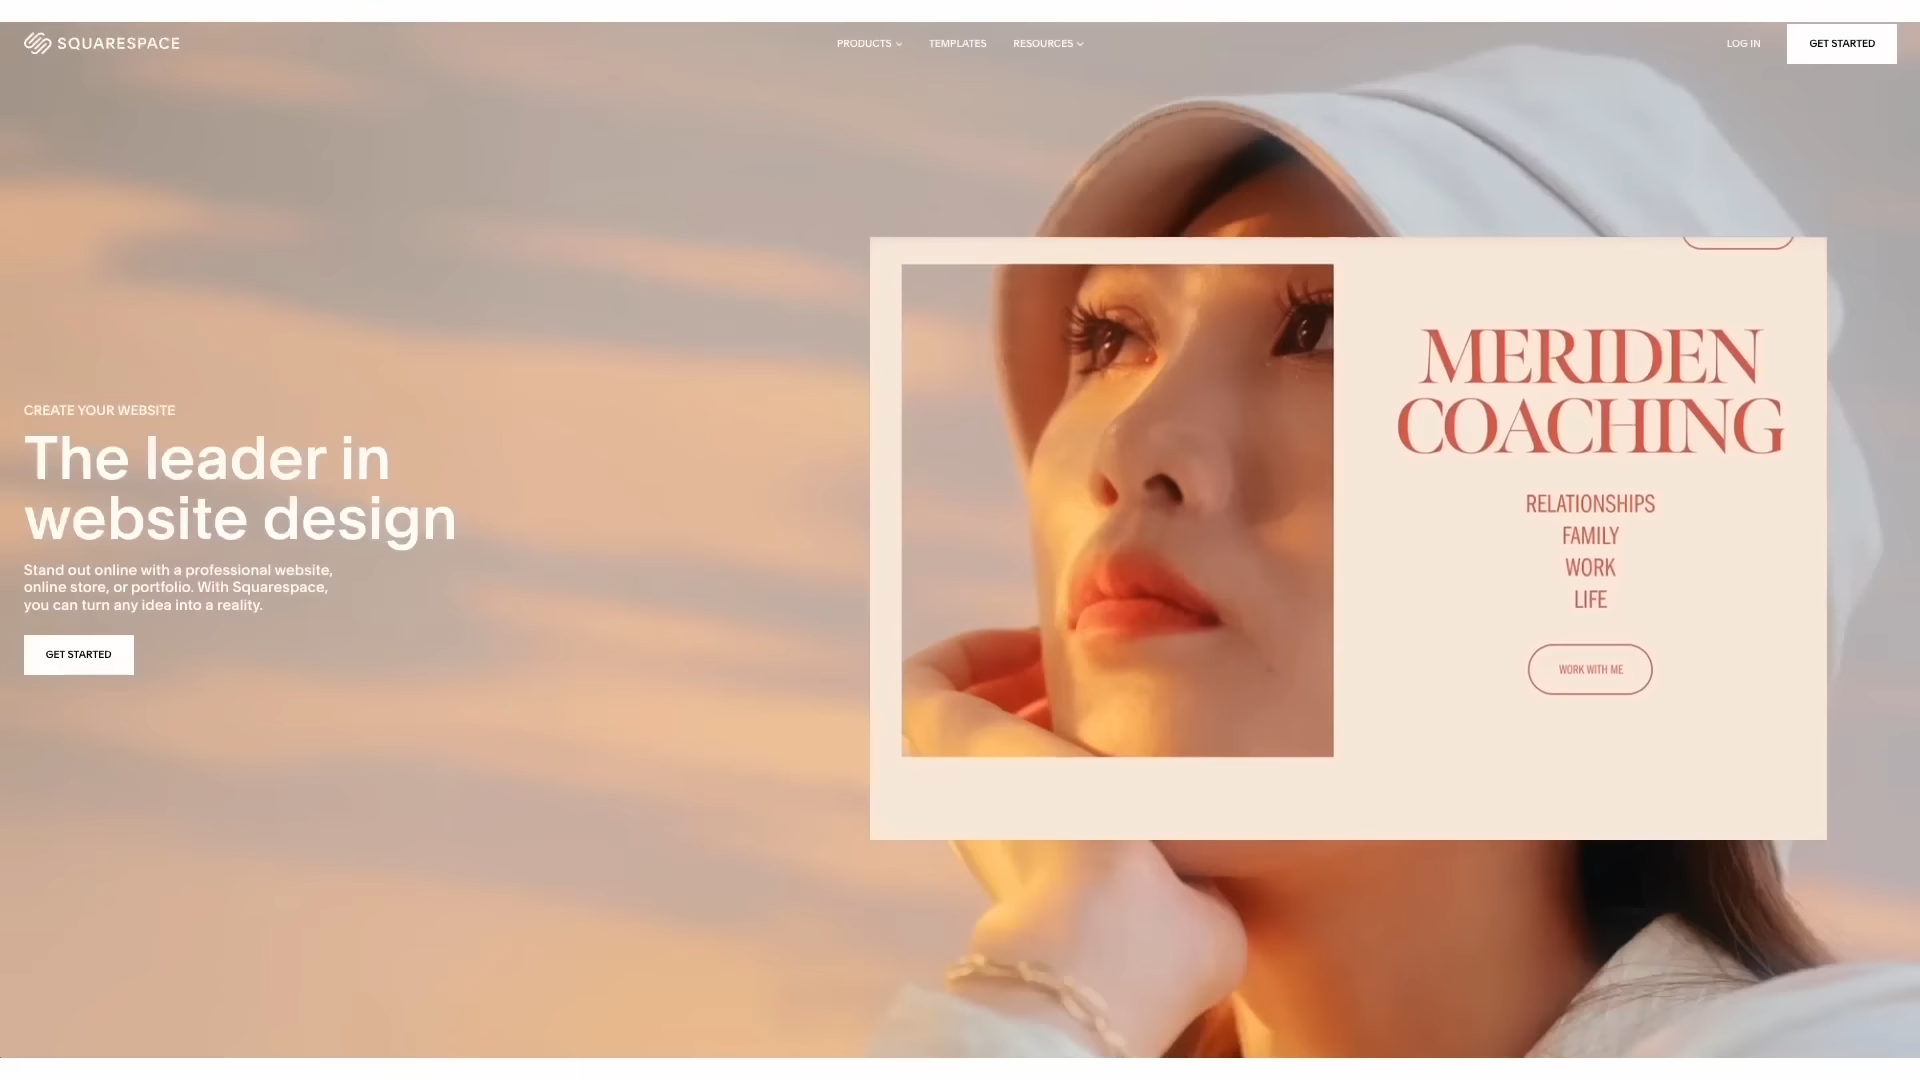 SQUARESPACE
PRODUCTS
TEMPLATES
RESOURCES
LOG IN
GET STARTED
CREATE YOUR WEBSITE
The leader in
website design
Stand out online with a professional website,
online store, or portfolio. With Squarespace,
you can turn any idea into a reality.
GET STARTED
MERIDEN
COACHING
RELATIONSHIPS
FAMILY
WORK
LIFE
WORK WITH ME